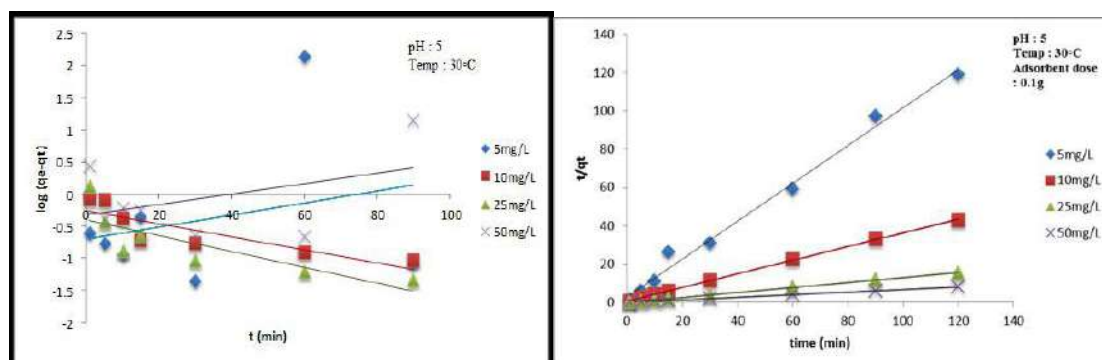 2.5
2
1.5
1
0.5
0
-0.5
-1
-1.5
-2
log (qe-qt)
0 20 40 60 80 100
t (min)
pH : 5
Temp : 30°C
5mg/L
10mg/L
25mg/L
50mg/L
140
120
100
80
60
40
20
0
t/qt
0 20 40 60 80 100 120 140
time (min)
pH : 5
Temp : 30°C
Adsorbent dose
: 0.1g
5mg/L
10mg/L
25mg/L
50mg/L